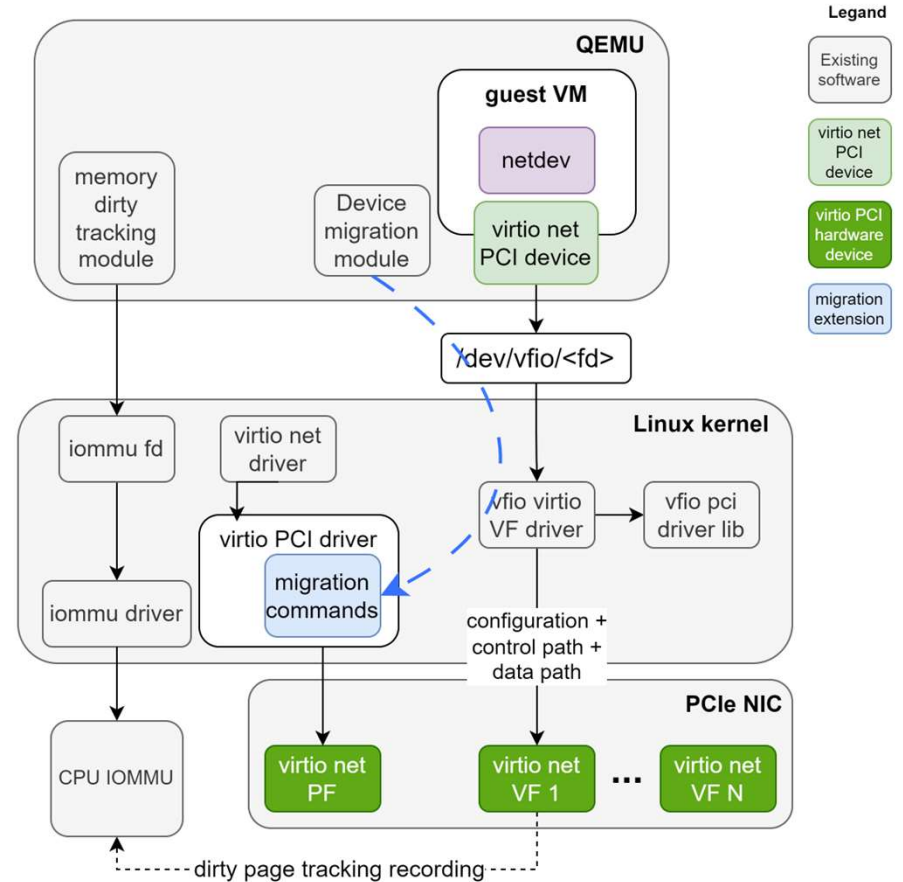 Legand
Existing
software
virtio net
PCI
device
virtio PCI
hardware
device
migration
extension
QEMU
guest VM
netdev
virtio net
PCI device
memory
dirty
tracking
module
Device
migration
module
/dev/vfio/<fd>
Linux kernel
iommu fd
virtio net
driver
virtio PCI driver
migration
commands
vfio virtio
VF driver
vfio pci
driver lib
iommu driver
configuration +
control path +
data path
PCIe NIC
CPU IOMMU
virtio net
PF
virtio net
VF 1
...
virtio net
VF N
dirty page tracking recording